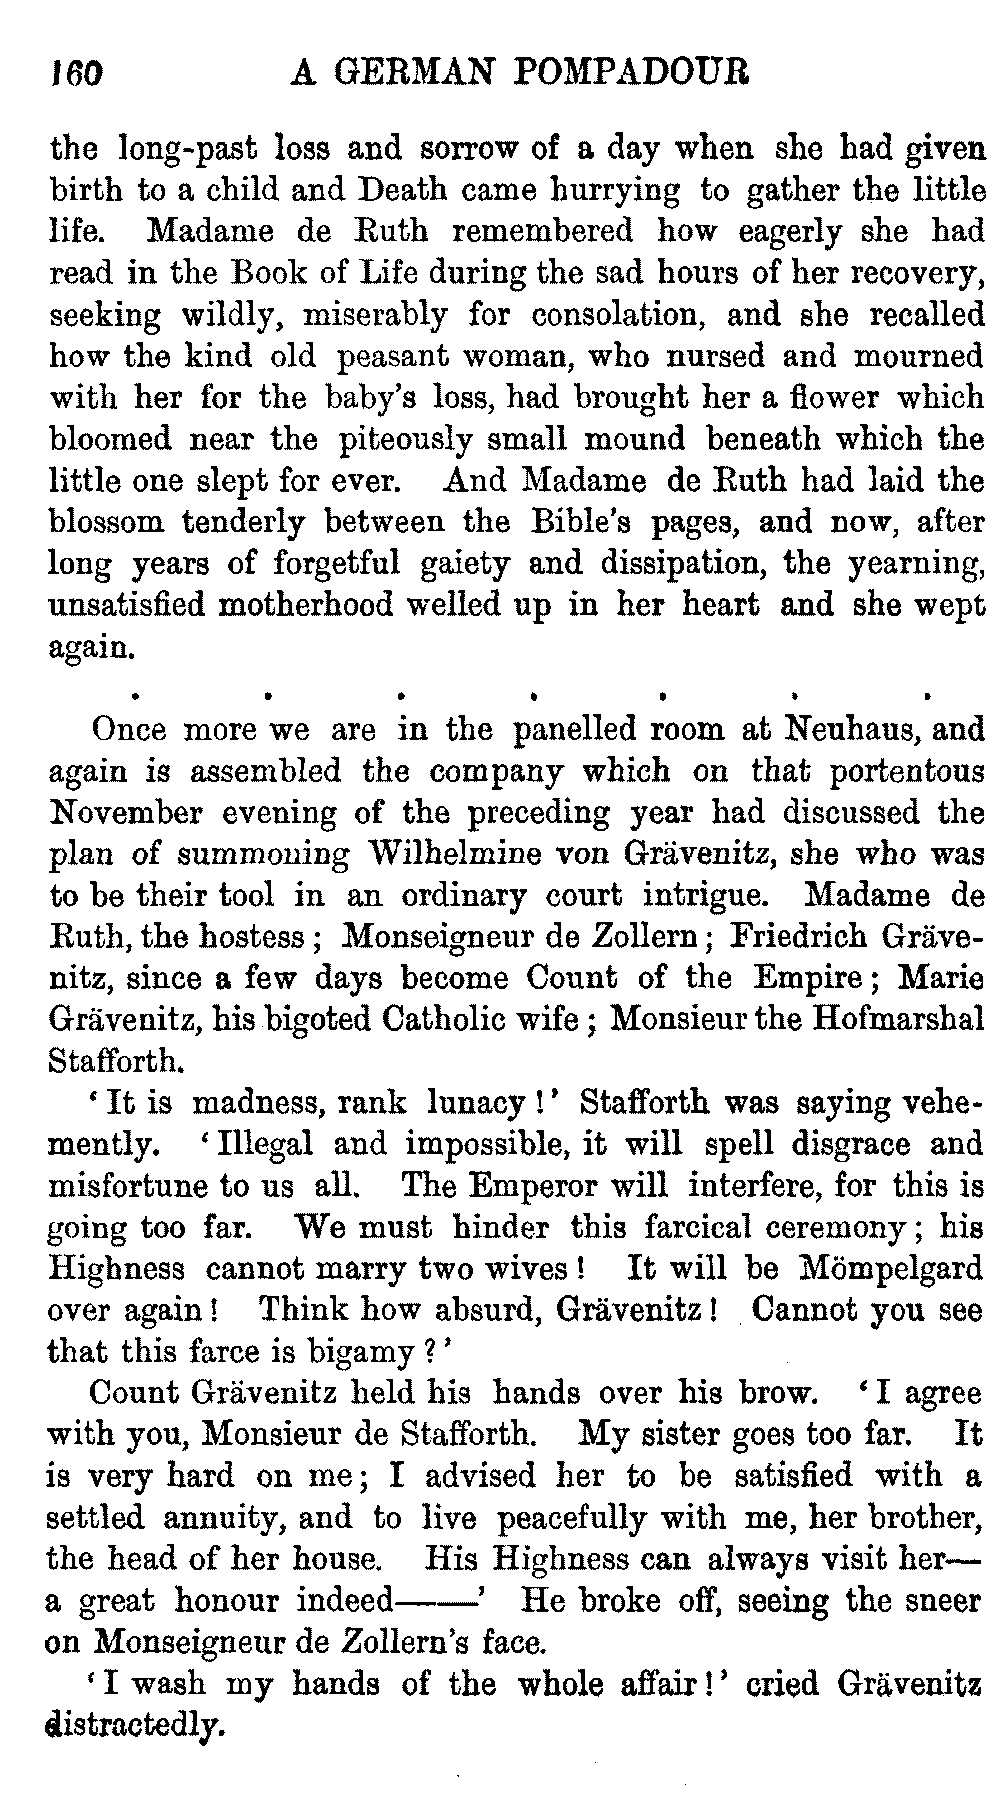 160 A GERMAN POMPADOUR
the long-past loss and sorrow of a day when she had given
birth to a child and Death came hurrying to gather the little
life. Madame de Ruth remembered how eagerly she had
read in the Book of Life during the sad hours of her recovery,
seeking wildly, miserably for consolation, and she recalled
how the kind old peasant woman, who nursed and mourned
with her for the baby's loss, had brought her a flower which
bloomed near the piteously small mound beneath which the
little one slept for ever. And Madame de Ruth had laid the
blossom tenderly between the Bible's pages, and now, after
long years of forgetful gaiety and dissipation, the yearning,
unsatisfied motherhood welled up in her heart and she wept
again.
. . . . . . .
Once more we are in the panelled room at Neuhaus, and
again is assembled the company which on that portentous
November evening of the preceding year had discussed the
plan of summoning Wilhelmine von Grävenitz, she who was
to be their tool in an ordinary court intrigue. Madame de
Ruth, the hostess; Monseigneur de Zollern; Friedrich Gräve-
nitz, since a few days become Count of the Empire; Marie
Grävenitz, his bigoted Catholic wife; Monsieur the Hofmarshal
Stafforth.
'It is madness, rank lunacy!' Stafforth was saying vehe-
mently. 'Illegal and impossible, it will spell disgrace and
misfortune to us all. The Emperor will interfere, for this is
going too far. We must hinder this farcical ceremony; his
Highness cannot marry two wives! It will be Mömpelgard
over again! Think how absurd, Grävenitz! Cannot you see
that this farce is bigamy?'
Count Grävenitz held his hands over his brow. 'I agree
with you, Monsieur de Stafforth. My sister goes too far. It
is very hard on me; I advised her to be satisfied with a
settled annuity, and to live peacefully with me, her brother,
the head of her house. His Highness can always visit her—
a great honour indeed——' He broke off, seeing the sneer
on Monseigneur de Zollern's face.
'I wash my hands of the whole affair!' cried Grävenitz
distractedly.